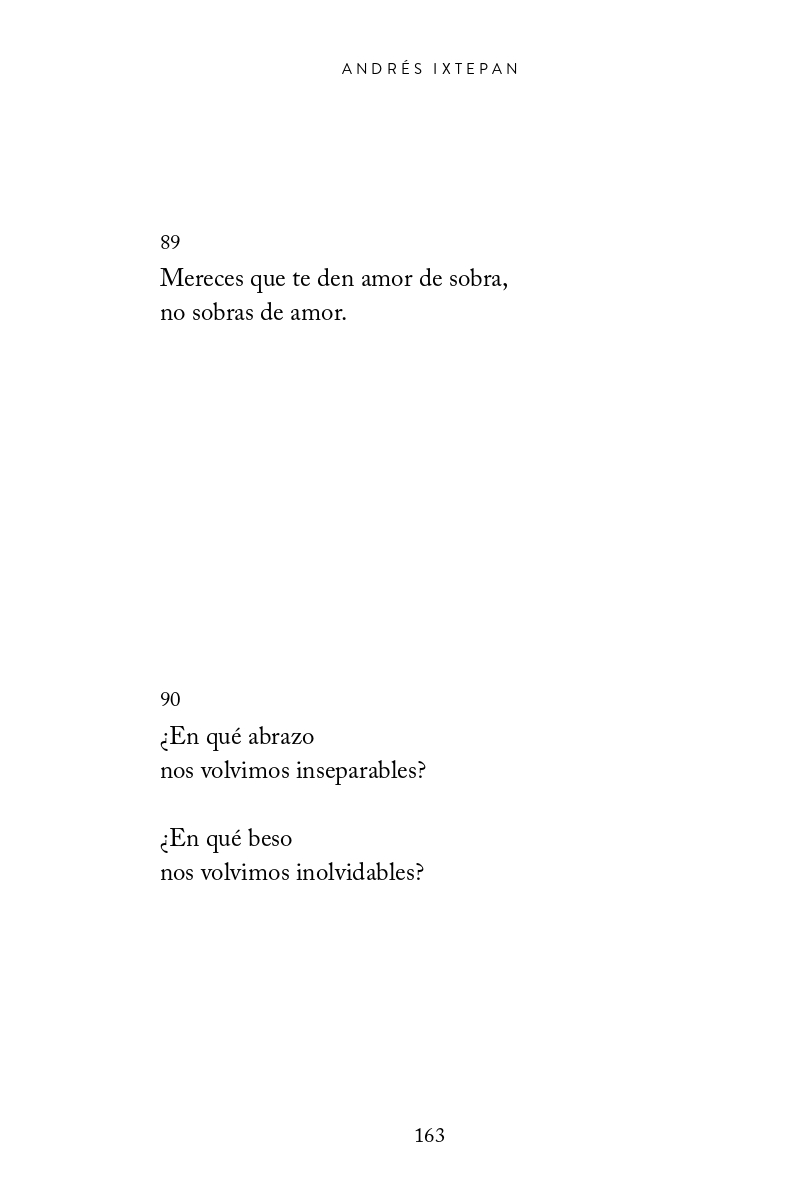 ANDRÉS IXTEPAN
89
Mereces que te den amor de sobra,
no sobras de amor.
90
¿En qué abrazo
nos volvimos inseparables?
¿En qué beso
nos volvimos inolvidables?
163